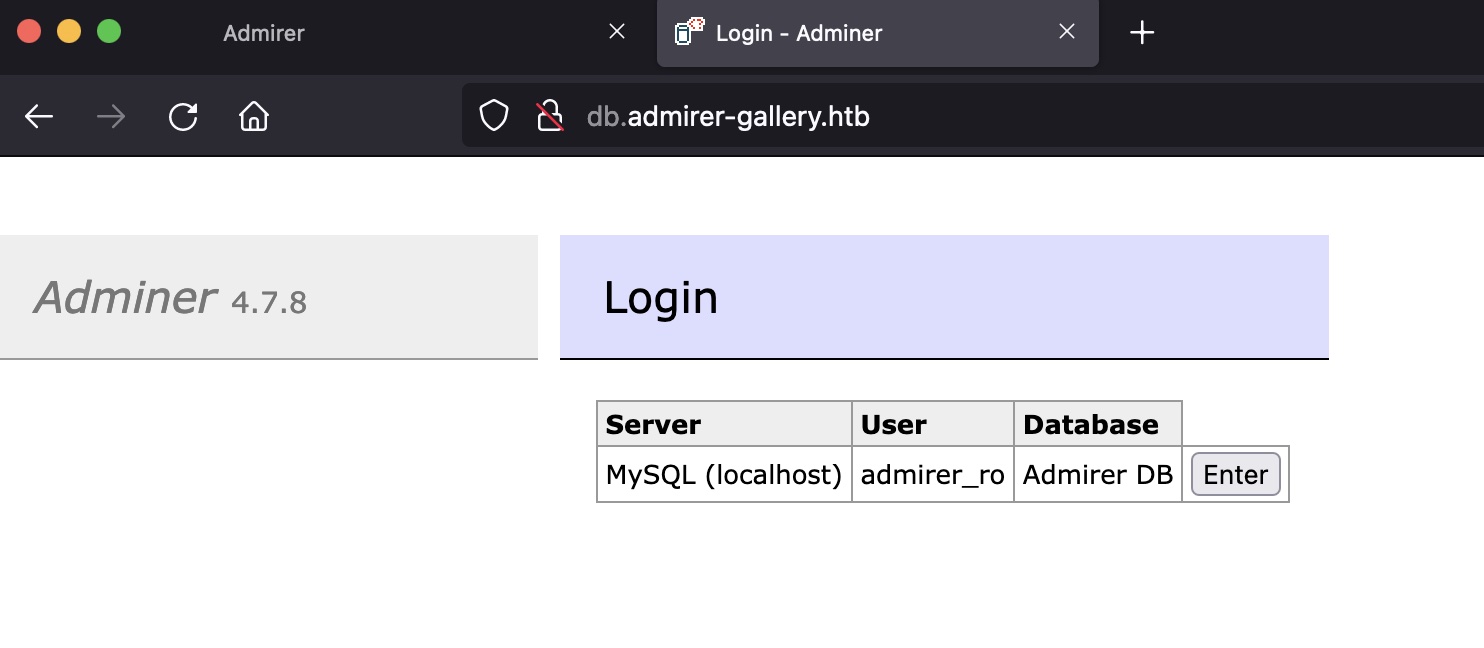 Admirer
Login - Adminer
db.admirer-gallery.htb
Adminer 4.7.8
Login
Server User Database
MySQL (localhost) admirer_ro Admirer DB Enter